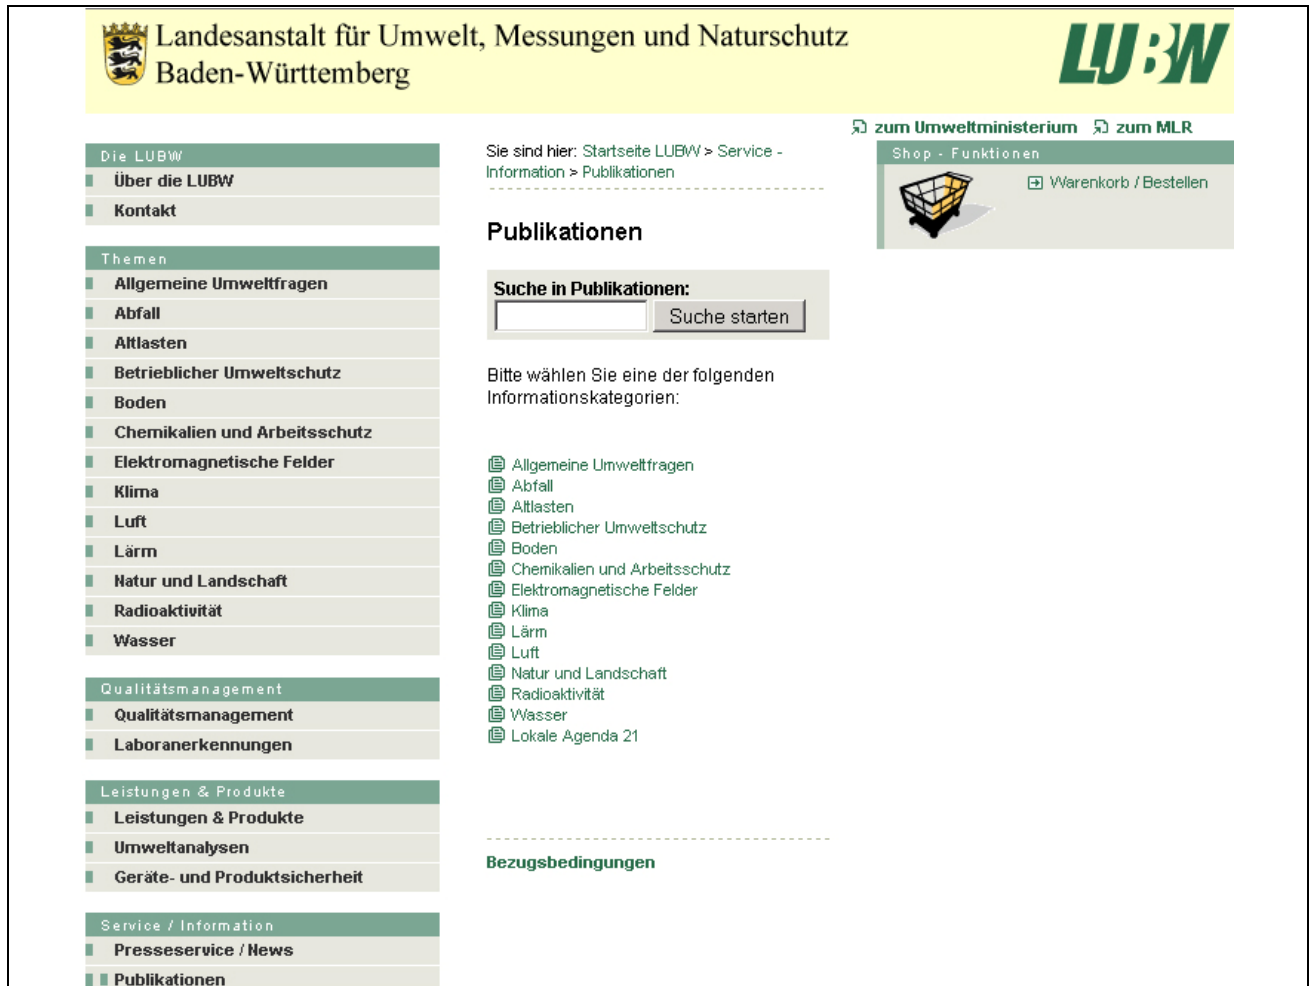 Landesanstalt für Umwelt, Messungen und Naturschutz
Baden-Württemberg
LUBW
zum Umweltministerium zum MLR
Die LUBW
Über die LUBW
Kontakt
Themen
Allgemeine Umweltfragen
Abfall
Altlasten
Betrieblicher Umweltschutz
Boden
Chemikalien und Arbeitsschutz
Elektromagnetische Felder
Klima
Luft
Lärm
Natur und Landschaft
Radioaktivität
Wasser
Qualitätsmanagement
Qualitätsmanagement
Laboranerkennungen
Leistungen & Produkte
Leistungen & Produkte
Umweltanalysen
Geräte- und Produktsicherheit
Service / Information
Presseservice / News
Publikationen
Sie sind hier: Startseite LUBW > Service -
Information > Publikationen
Publikationen
Suche in Publikationen:
Suche starten
Bitte wählen Sie eine der folgenden
Informationskategorien:
Allgemeine Umweltfragen
Abfall
Altlasten
Betrieblicher Umweltschutz
Boden
Chemikalien und Arbeitsschutz
Elektromagnetische Felder
Klima
Lärm
Luft
Natur und Landschaft
Radioaktivität
Wasser
Lokale Agenda 21
Bezugsbedingungen
Shop - Funktionen
Warenkorb / Bestellen